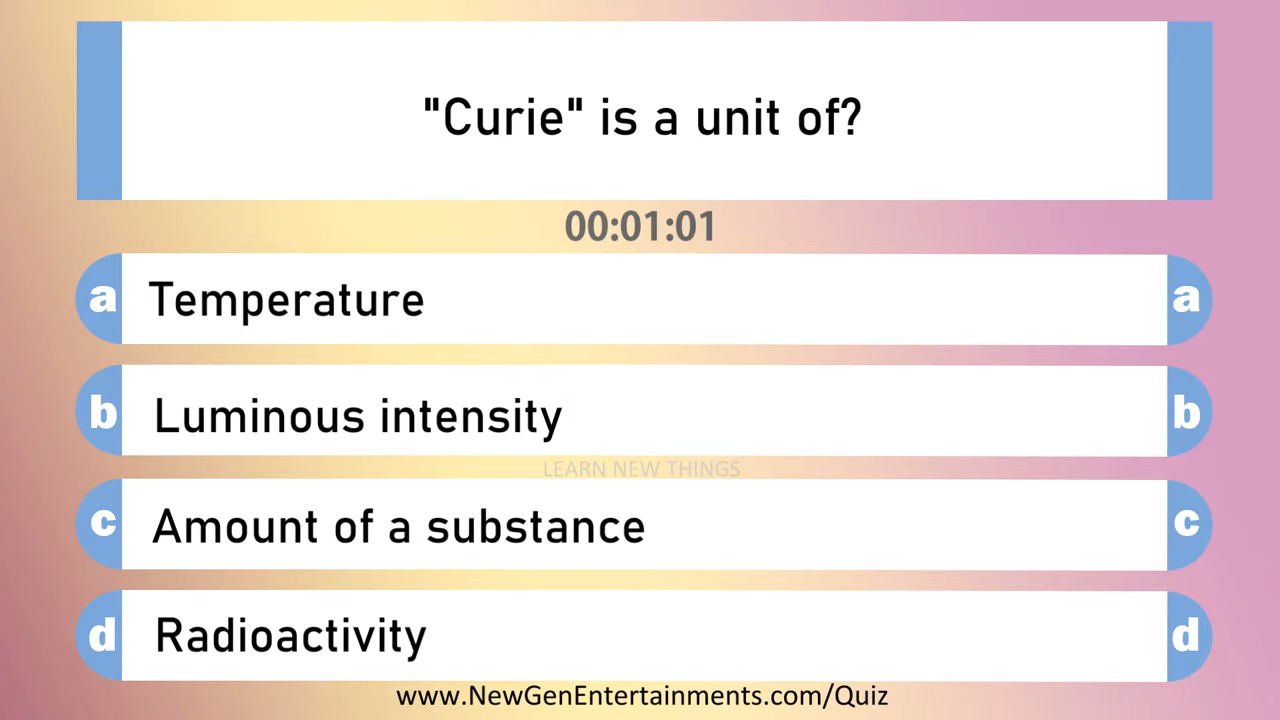 "Curie" is a unit of?
00:01:01
a Temperature a
b Luminous intensity b
LEARN NEW THINGS
c Amount of a substance c
d Radioactivity d
www.NewGenEntertainments.com/Quiz